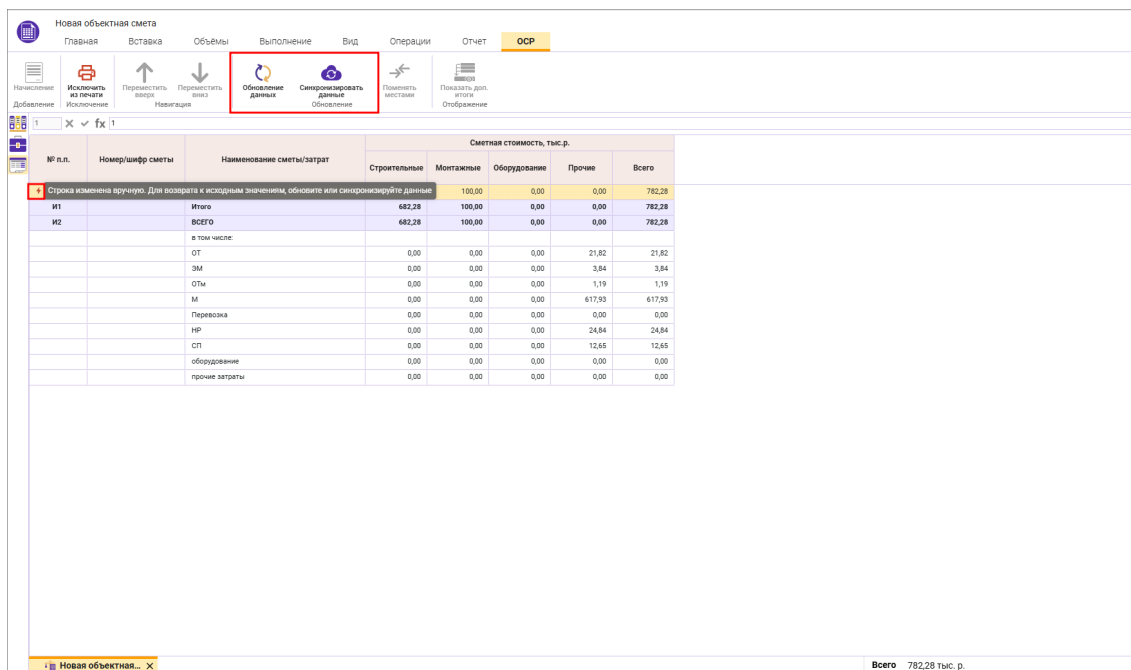 Новая объектная смета
Главная Вставка Объёмы Выполнение Вид Операции Отчет ОСР
Начисление Исключить из печати Переместить вверх Переместить вниз Обновление данных Синхронизировать данные Поменять местами Показать доп. итоги
Добавление Исключение Навигация Обновление Отображение
1 fx 1
№ п.п. Номер/шифр сметы Наименование сметы/затрат Сметная стоимость, тыс.р.
Строительные Монтажные Оборудование Прочие Всего
Строка изменена вручную. Для возврата к исходным значениям, обновите или синхронизируйте данные 100,00 0,00 0,00 782,28
И1 Итого 682,28 100,00 0,00 0,00 782,28
И2 ВСЕГО 682,28 100,00 0,00 0,00 782,28
в том числе:
ОТ 0,00 0,00 0,00 21,82 21,82
ЭМ 0,00 0,00 0,00 3,84 3,84
ОТм 0,00 0,00 0,00 1,19 1,19
М 0,00 0,00 0,00 617,93 617,93
Перевозка 0,00 0,00 0,00 0,00 0,00
НР 0,00 0,00 0,00 24,84 24,84
СП 0,00 0,00 0,00 12,65 12,65
оборудование 0,00 0,00 0,00 0,00 0,00
прочие затраты 0,00 0,00 0,00 0,00 0,00
Новая объектная... Всего 782,28 тыс. р.